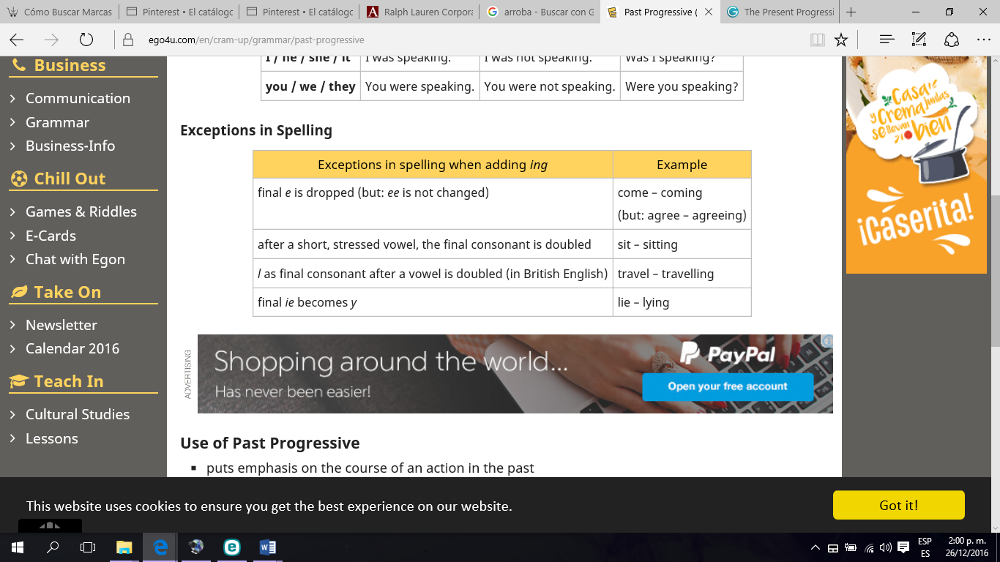 Cómo Buscar Marcas
Pinterest • El catálogo
Pinterest • El catálogo
Ralph Lauren Corpora
arroba - Buscar con G
Past Progressive (
The Present Progressi
ego4u.com/en/cram-up/grammar/past-progressive
Business
Communication
Grammar
Business-Info
Chill Out
Games & Riddles
E-Cards
Chat with Egon
Take On
Newsletter
Calendar 2016
Teach In
Cultural Studies
Lessons
I / he / she / it I was speaking. I was not speaking. Was I speaking?
you / we / they You were speaking. You were not speaking. Were you speaking?
Exceptions in Spelling
Exceptions in spelling when adding ing Example
final e is dropped (but: ee is not changed) come – coming
(but: agree – agreeing)
after a short, stressed vowel, the final consonant is doubled sit – sitting
l as final consonant after a vowel is doubled (in British English) travel – travelling
final ie becomes y lie – lying
ADVERTISING
Shopping around the world...
Has never been easier!
PayPal
Open your free account
Use of Past Progressive
puts emphasis on the course of an action in the past
Casa
y Crema juntas
se llevan
bien
¡Caserita!
This website uses cookies to ensure you get the best experience on our website.
Got it!
ESP
ES
2:00 p. m.
26/12/2016